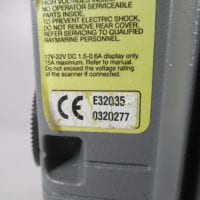 HIGH VOLTAGES INSIDE
NO OPERATOR SERVICEABLE
PARTS INSIDE.
TO PREVENT ELECTRIC SHOCK,
DO NOT REMOVE REAR COVER
REFER SERVICING TO QUALIFIED
RAYMARINE PERSONNEL.
12V-32V DC 1.5-0.6A display only.
15A maximum. Refer to manual.
Do not exceed the voltage rating
of the scanner if connected.
CE E32035
0320277